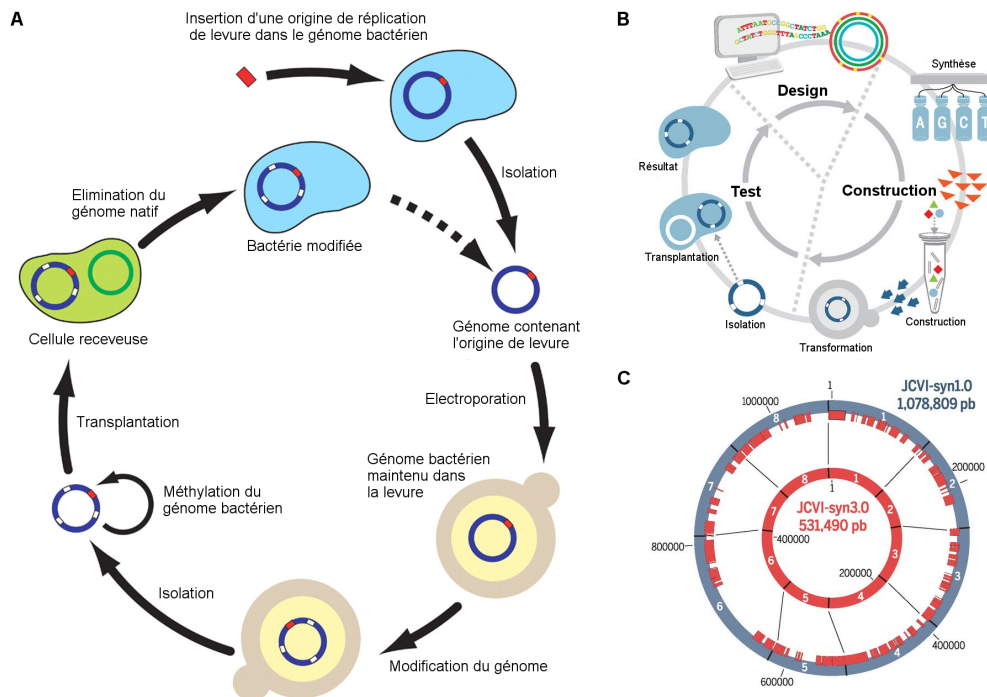 A
Insertion d'une origine de réplication
de levure dans le génome bactérien
Isolation
Elimination du
génome natif
Bactérie modifiée
Cellule receveuse
Génome contenant
l'origine de levure
Electroporation
Transplantation
Génome bactérien
maintenu dans
la levure
Méthylation du
génome bactérien
Isolation
Modification du génome
B
ATTTAATGCCGGCTATCTGG
GCTATCTGGGTTTAGCCCTAAA
Synthèse
Design
A G C T
Résultat
Test
Construction
Transplantation
Isolation
Construction
Transformation
C
JCVI-syn1.0
1,078,809 pb
1
1000000
8
1
200000
2
7
8
1
1
7
2
JCVI-syn3.0
531,490 pb
400000
800000
6
3
3
200000
5
4
6
400000
4
5
600000